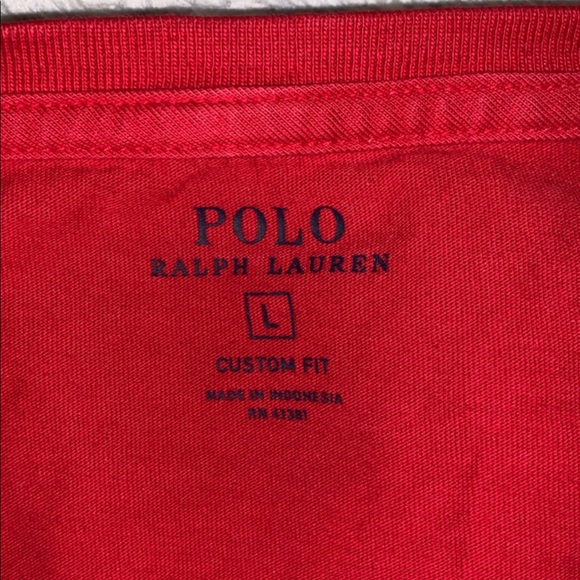 POLO
RALPH LAUREN
L
CUSTOM FIT
MADE IN INDONESIA
RN 41381